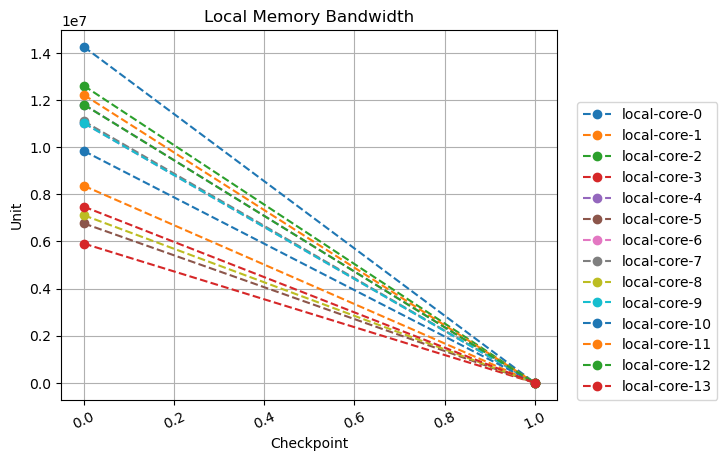 Local Memory Bandwidth
1e7
1.4
1.2
1.0
0.8
0.6
0.4
0.2
0.0
Unit
0.0 0.2 0.4 0.6 0.8 1.0
Checkpoint
local-core-0
local-core-1
local-core-2
local-core-3
local-core-4
local-core-5
local-core-6
local-core-7
local-core-8
local-core-9
local-core-10
local-core-11
local-core-12
local-core-13